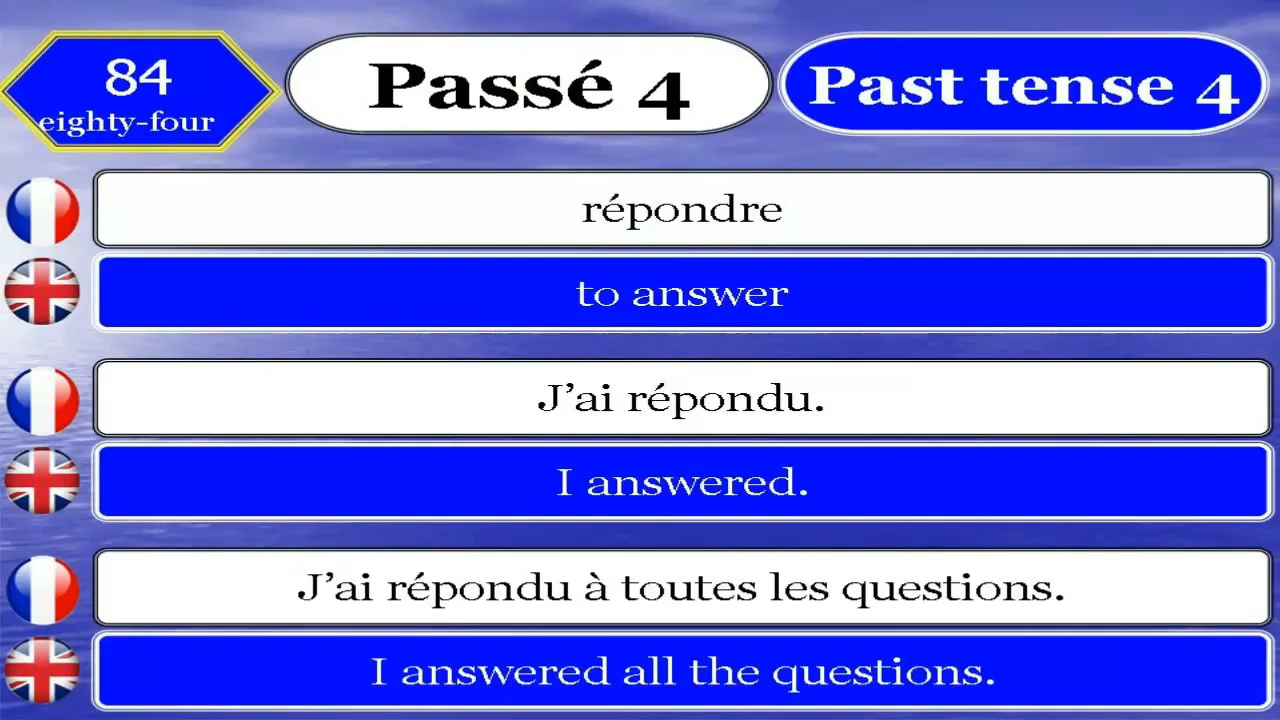 84
eighty-four
Passé 4
Past tense 4
répondre
to answer
J’ai répondu.
I answered.
J’ai répondu à toutes les questions.
I answered all the questions.